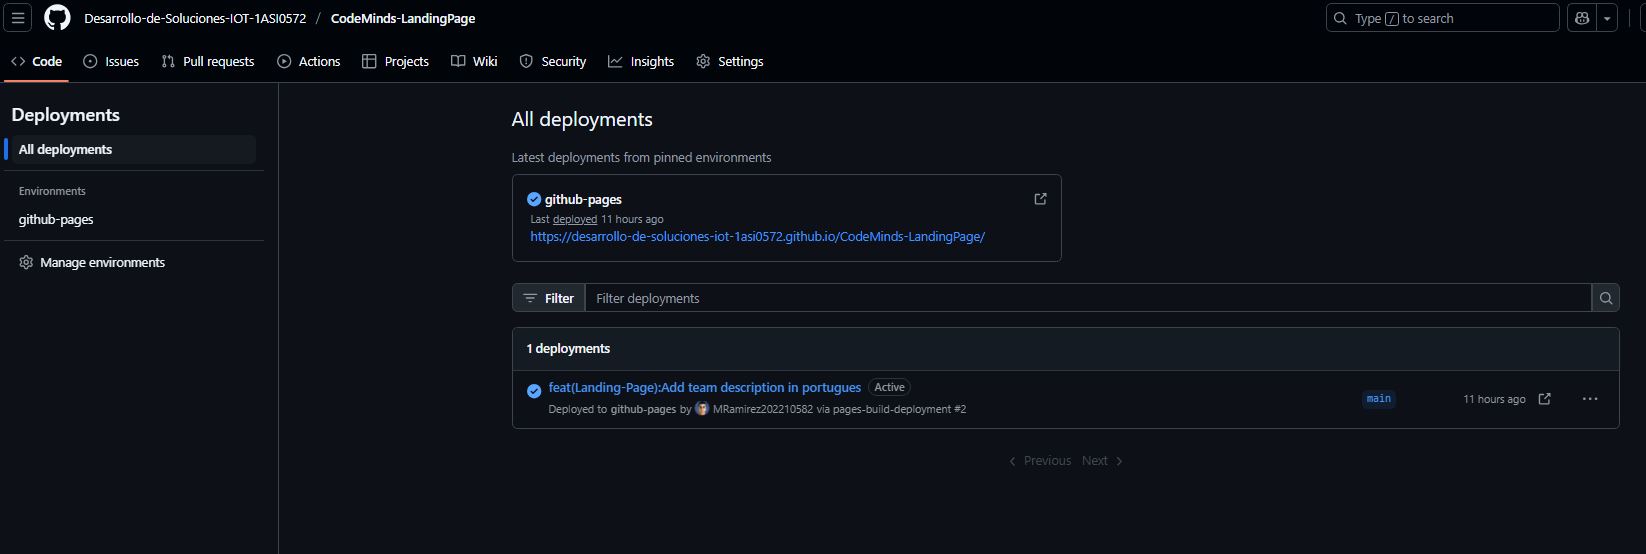 Desarrollo-de-Soluciones-IOT-1ASI0572 / CodeMinds-LandingPage
Type / to search
Code Issues Pull requests Actions Projects Wiki Security Insights Settings
Deployments
All deployments
Environments
github-pages
Manage environments
All deployments
Latest deployments from pinned environments
github-pages
Last deployed 11 hours ago
https://desarrollo-de-soluciones-iot-1asi0572.github.io/CodeMinds-LandingPage/
Filter Filter deployments
1 deployments
feat(Landing-Page):Add team description in portugues Active
Deployed to github-pages by MRamirez202210582 via pages-build-deployment #2
main 11 hours ago
Previous Next